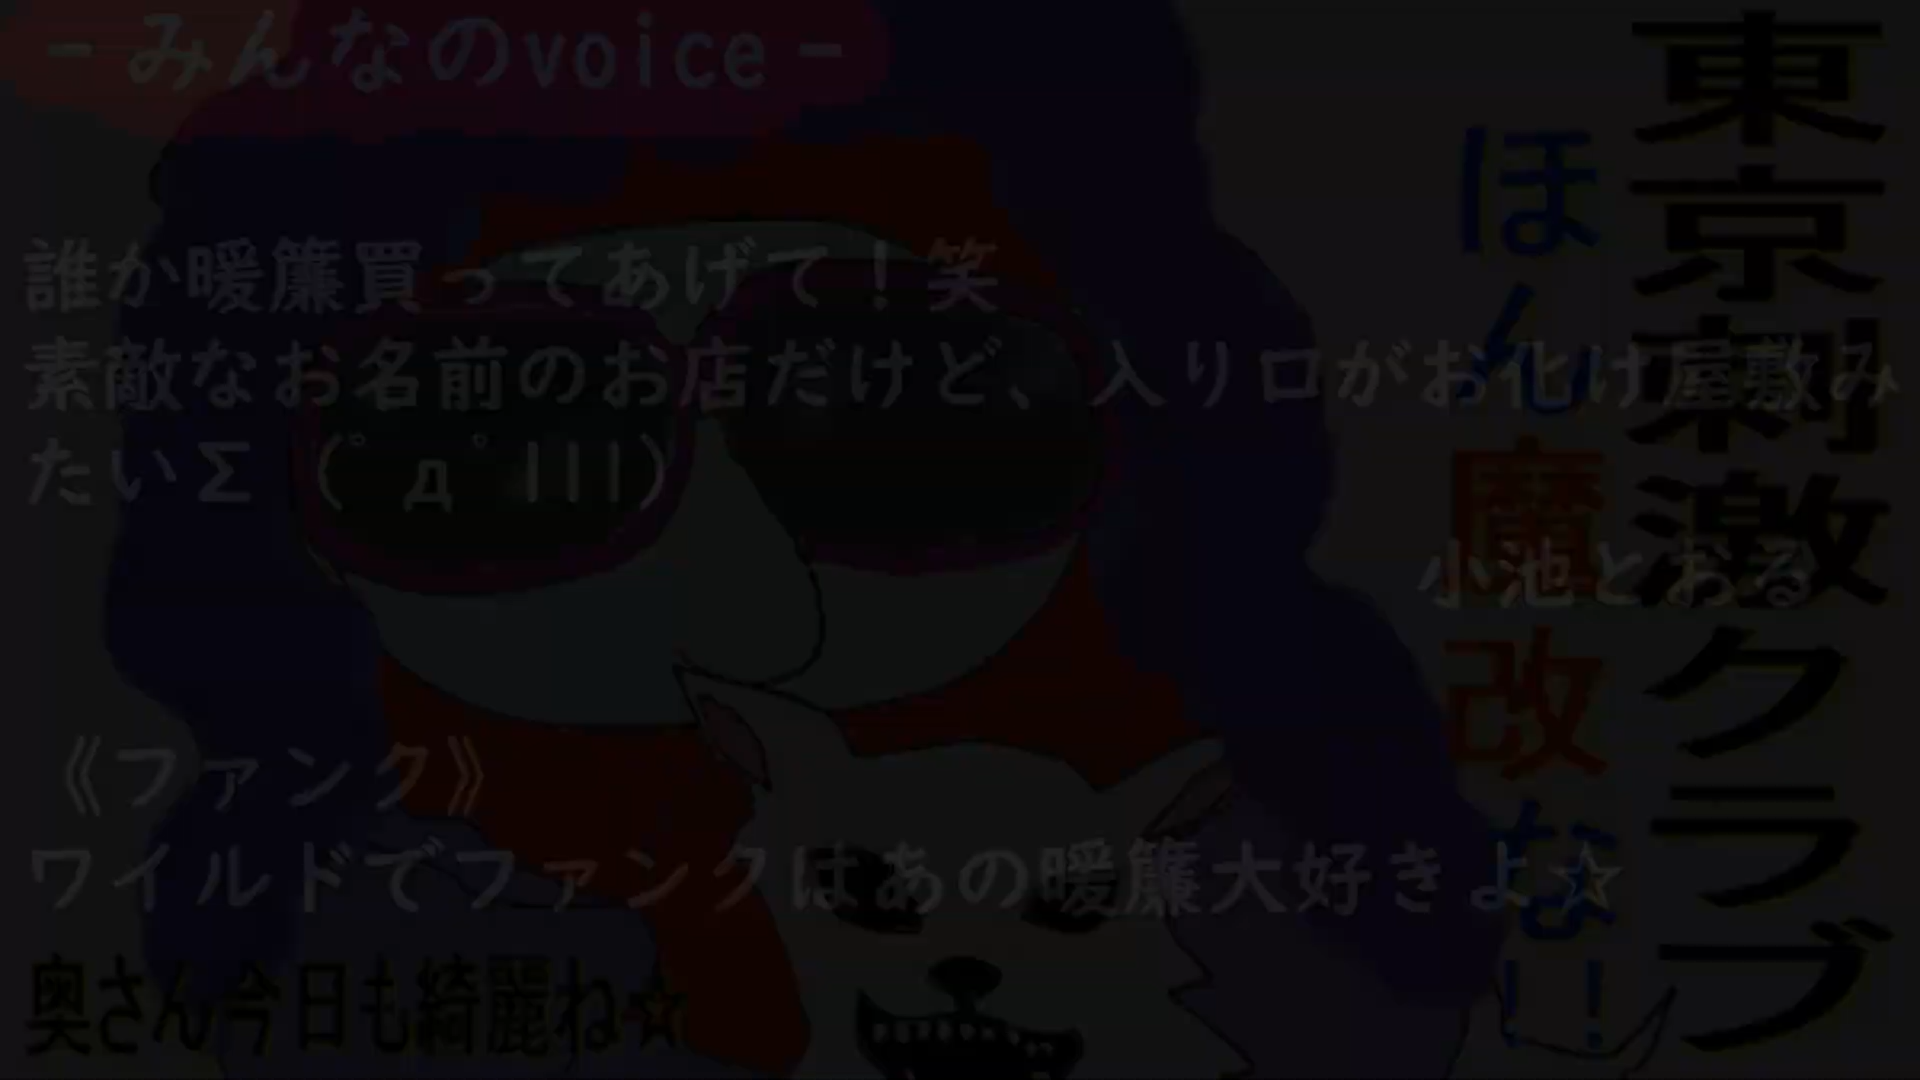 -みんなのvoice-
誰か暖簾買ってあげて！笑
素敵なお名前のお店だけど、入り口がお化け屋敷み
たいΣ（゜д゜lll）
小池とおる
《ファンク》
ワイルドでファンクはあの暖簾大好きよ☆
奥さん今日も綺麗ね☆
東京刺激クラブ
ほん魔改ない!